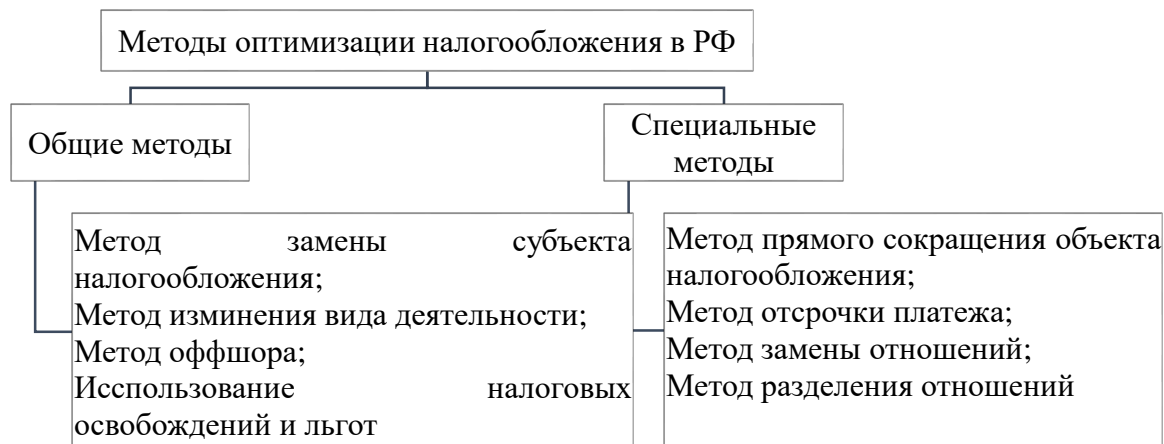 Методы оптимизации налогообложения в РФ
Общие методы
Специальные
методы
Метод замены субъекта
налогообложения;
Метод изминения вида деятельности;
Метод оффшора;
Исспользование налоговых
освобождений и льгот
Метод прямого сокращения объекта
налогообложения;
Метод отсрочки платежа;
Метод замены отношений;
Метод разделения отношений